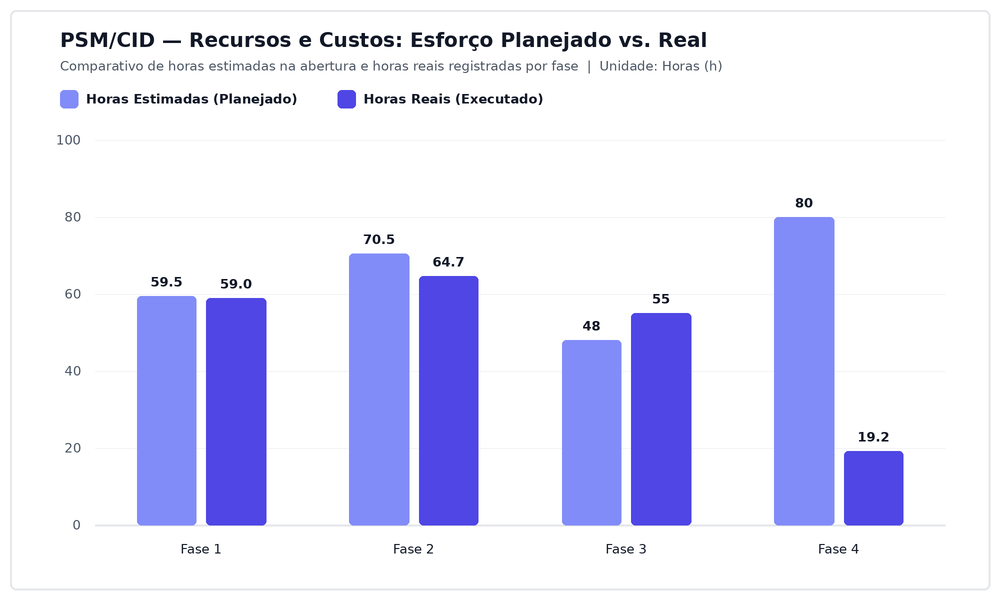 PSM/CID — Recursos e Custos: Esforço Planejado vs. Real
Comparativo de horas estimadas na abertura e horas reais registradas por fase | Unidade: Horas (h)
Horas Estimadas (Planejado) Horas Reais (Executado)
100
80
60
40
20
0
59.5 59.0
70.5 64.7
48 55
80 19.2
Fase 1 Fase 2 Fase 3 Fase 4